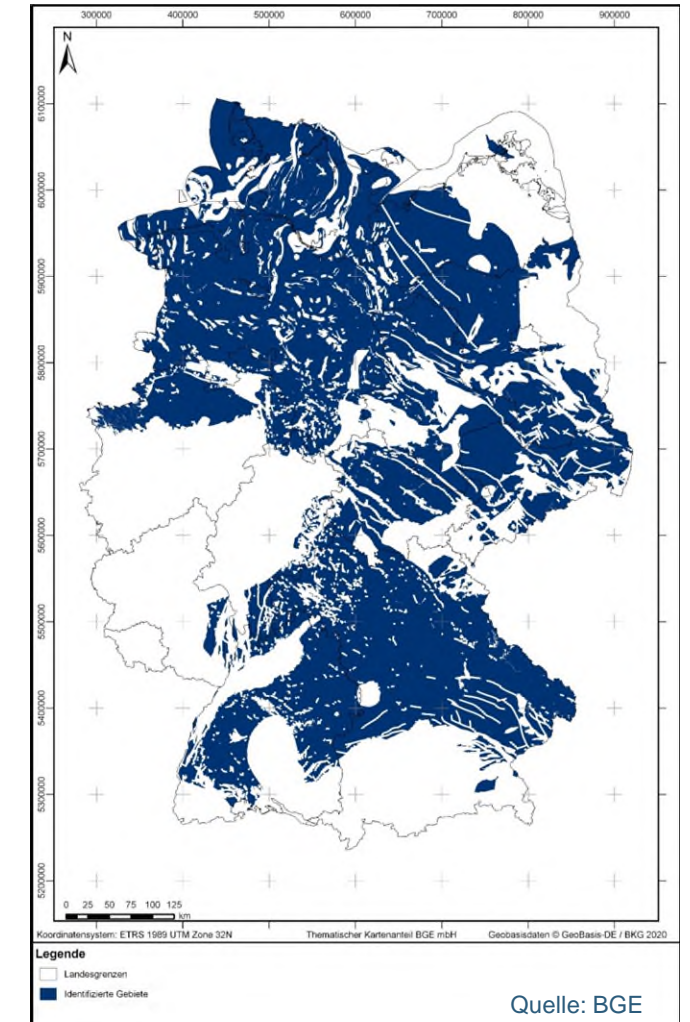 300000 400000 500000 600000 700000 800000 900000
N
6100000
6000000
5900000
5800000
5700000
5600000
5500000
5400000
5300000
5200000
0 25 50 75 100 125
km
Koordinatensystem: ETRS 1989 UTM Zone 32N Thematischer Kartenanteil BGE mbH Geobasisdaten © GeoBasis-DE / BKG 2020
Legende
Landesgrenzen
Identifizierte Gebiete
Quelle: BGE